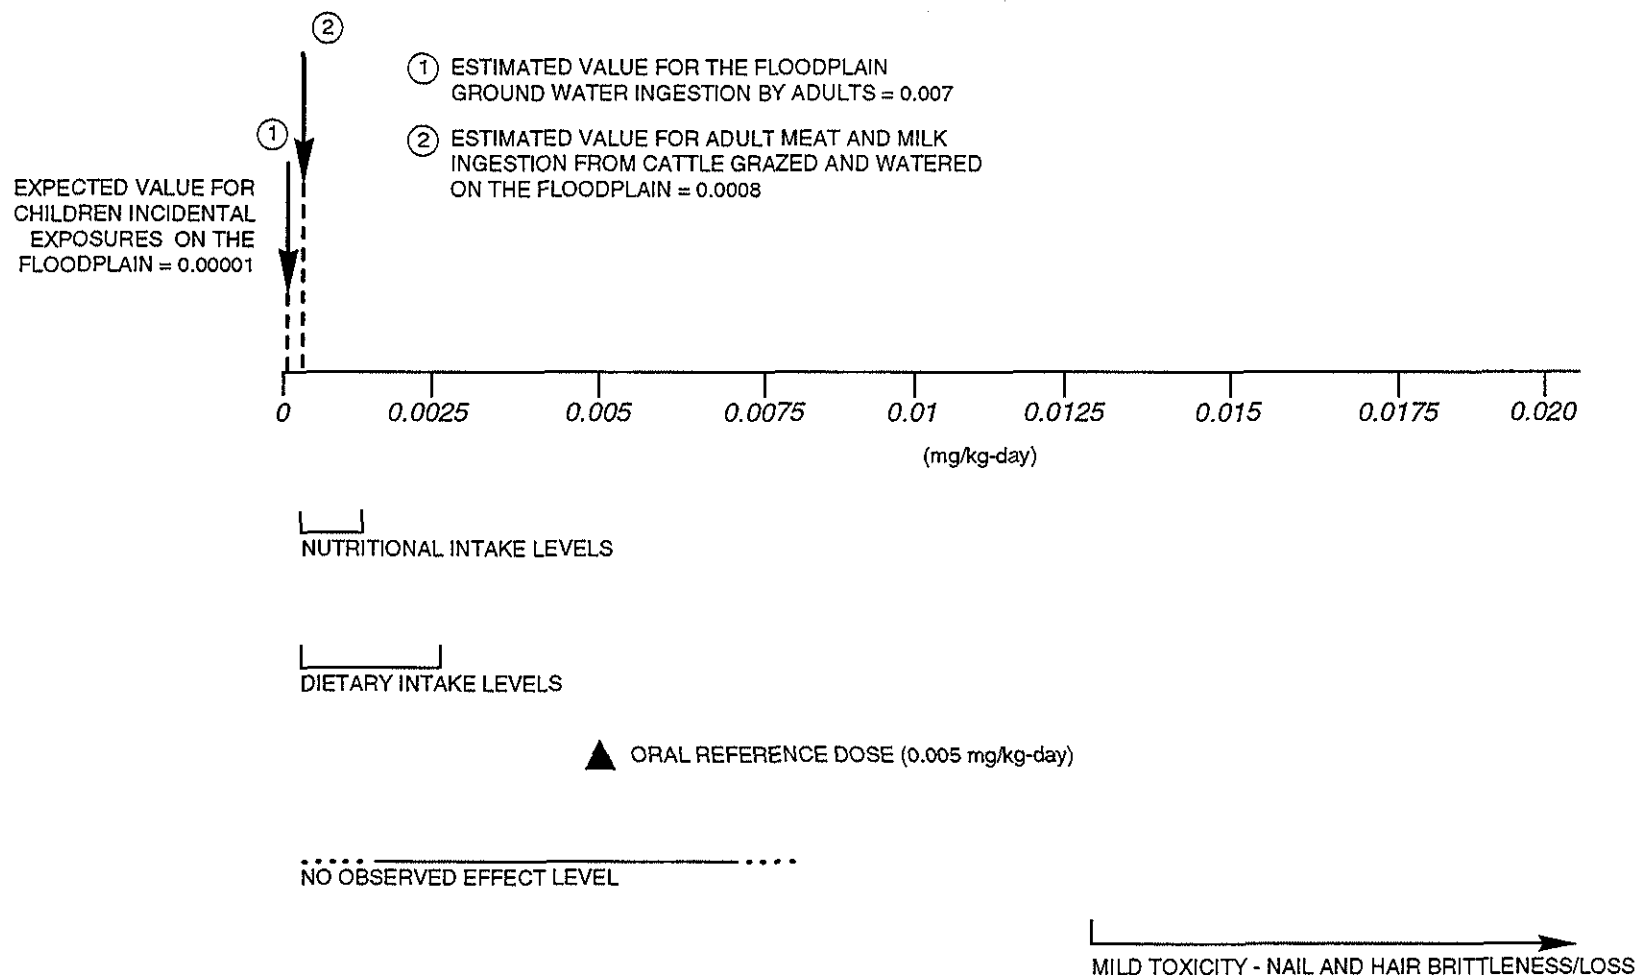 ②
① ESTIMATED VALUE FOR THE FLOODPLAIN
GROUND WATER INGESTION BY ADULTS = 0.007
①
② ESTIMATED VALUE FOR ADULT MEAT AND MILK
INGESTION FROM CATTLE GRAZED AND WATERED
ON THE FLOODPLAIN = 0.0008
EXPECTED VALUE FOR
CHILDREN INCIDENTAL
EXPOSURES ON THE
FLOODPLAIN = 0.00001
0 0.0025 0.005 0.0075 0.01 0.0125 0.015 0.0175 0.020
(mg/kg-day)
NUTRITIONAL INTAKE LEVELS
DIETARY INTAKE LEVELS
ORAL REFERENCE DOSE (0.005 mg/kg-day)
NO OBSERVED EFFECT LEVEL
MILD TOXICITY - NAIL AND HAIR BRITTLENESS/LOSS